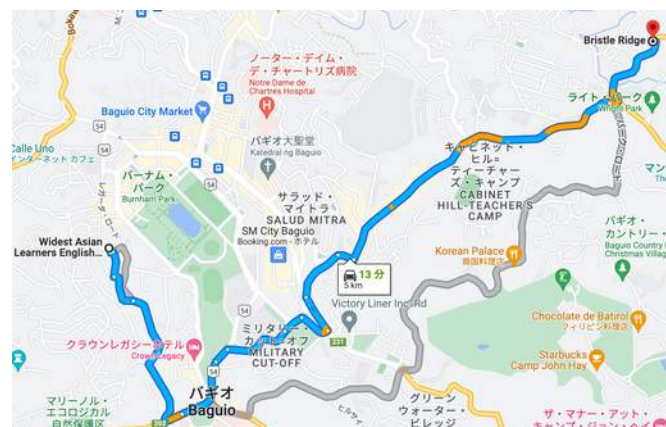 Bristle Ridge
ノーター・デイム・
デ・チャートリズ病院
Notre Dame de
Chartres Hospital
Baguio City Market
54
ライト・パーク
Wright Park
Calle Uno
インターネット カフェ
バギオ大聖堂
Katedral ng Baguio
キャビネット・
ヒル=
ティーチャー
ズ・キャンプ
CABINET
HILL-TEACHER'S
CAMP
バーナム・
パーク
Burnham Park
サラッド・
マイトラ
SALUD MITRA
レガーダ・ロード
Widest Asian
Learners English...
SM City Baguio
Booking.com - ホテル
54
バギオ・
カントリー・
Baguio Country
Christmas Village
Korean Palace
韓国料理店
13 分
5 km
Victory Liner Inc
Rd
Chocolate de Batirol
フィリピン料理店
ミリタリー・
カット=オフ
MILITARY
CUT-OFF
231
クラウンレガシーホテル
Crown Legacy
54
Starbucks
Camp John Hay
バギオ
Baguio
マリーノル・
エコロジカル
自然保護区
グリーン
ウォーター・
ビレッジ
ザ・マナー・アット・
キャンプ・ジョン・ヘイ